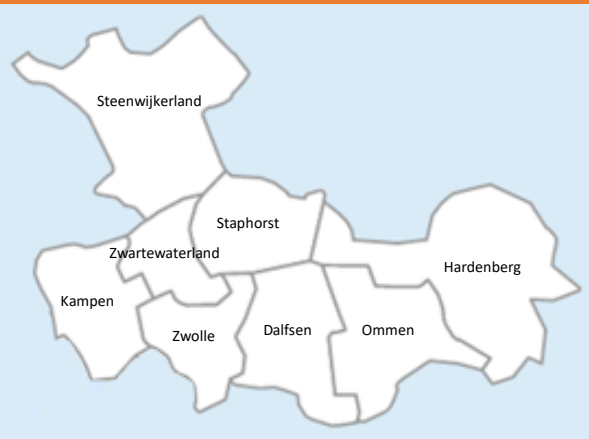 Steenwijkerland
Staphorst
Zwartewaterland
Hardenberg
Kampen
Zwolle
Dalfsen
Ommen